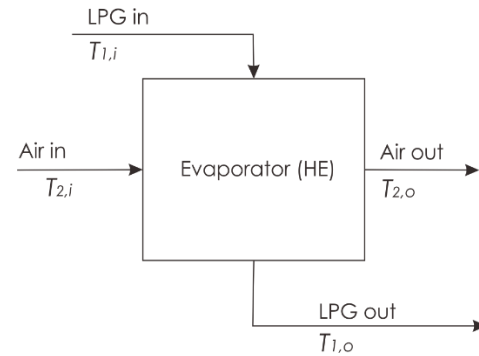 LPG in
T1,i
Air in
T2,i
Evaporator (HE)
Air out
T2,o
LPG out
T1,o